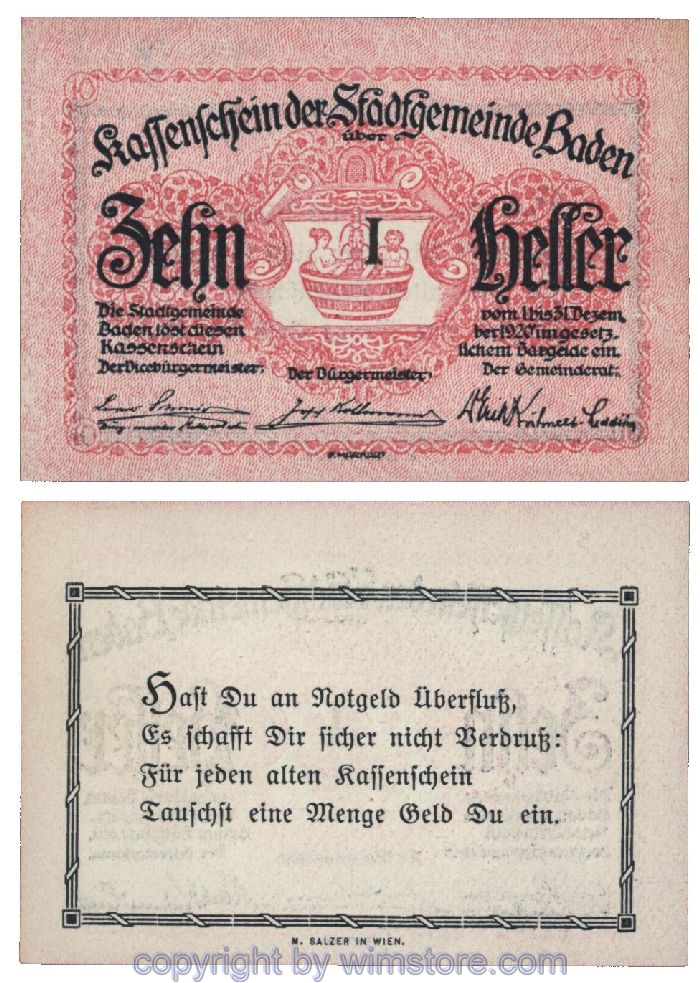 Kassenschein der Stadtgemeinde Baden
über
10 10
Zehn I Heller
Die Stadtgemeinde
Baden löst diesen
Kassenschein
vom 1. bis 31. Dezem
ber 1920 um gesetz-
lichem Bargelde ein.
Der Vicebürgermeister:
Der Bürgermeister:
Der Gemeinderat:
Hast Du an Notgeld Überfluß,
Es schafft Dir sicher nicht Verdruß:
Für jeden alten Kassenschein
Tauschst eine Menge Geld Du ein.
M. SALZER IN WIEN.
copyright by wimstore.com